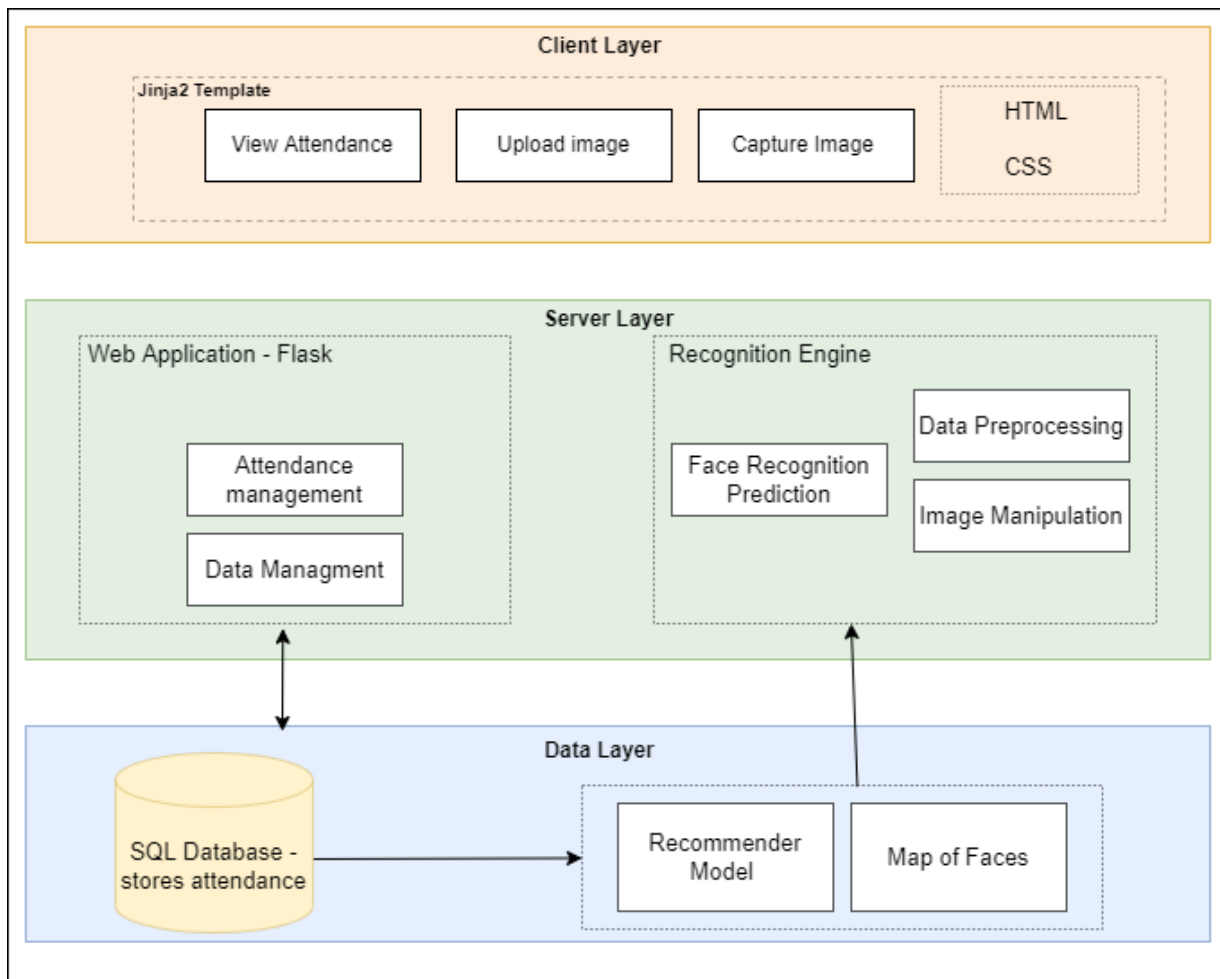 Client Layer
Jinja2 Template
View Attendance
Upload image
Capture Image
HTML
CSS
Server Layer
Web Application - Flask
Attendance
management
Data Managment
Recognition Engine
Face Recognition
Prediction
Data Preprocessing
Image Manipulation
Data Layer
SQL Database -
stores attendance
Recommender
Model
Map of Faces